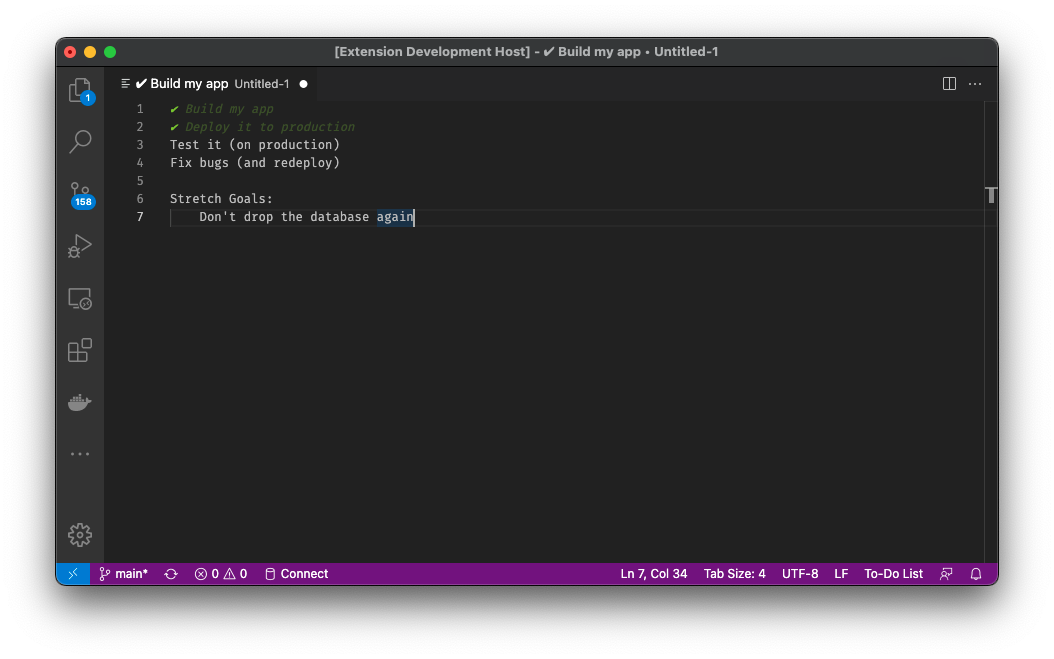 [Extension Development Host] - ✔ Build my app • Untitled-1
✔ Build my app Untitled-1 ●
1
1 ✔ Build my app
2 ✔ Deploy it to production
3 Test it (on production)
4 Fix bugs (and redeploy)
5
6 Stretch Goals:
158
7 Don't drop the database again
main* 0 0 Connect Ln 7, Col 34 Tab Size: 4 UTF-8 LF To-Do List